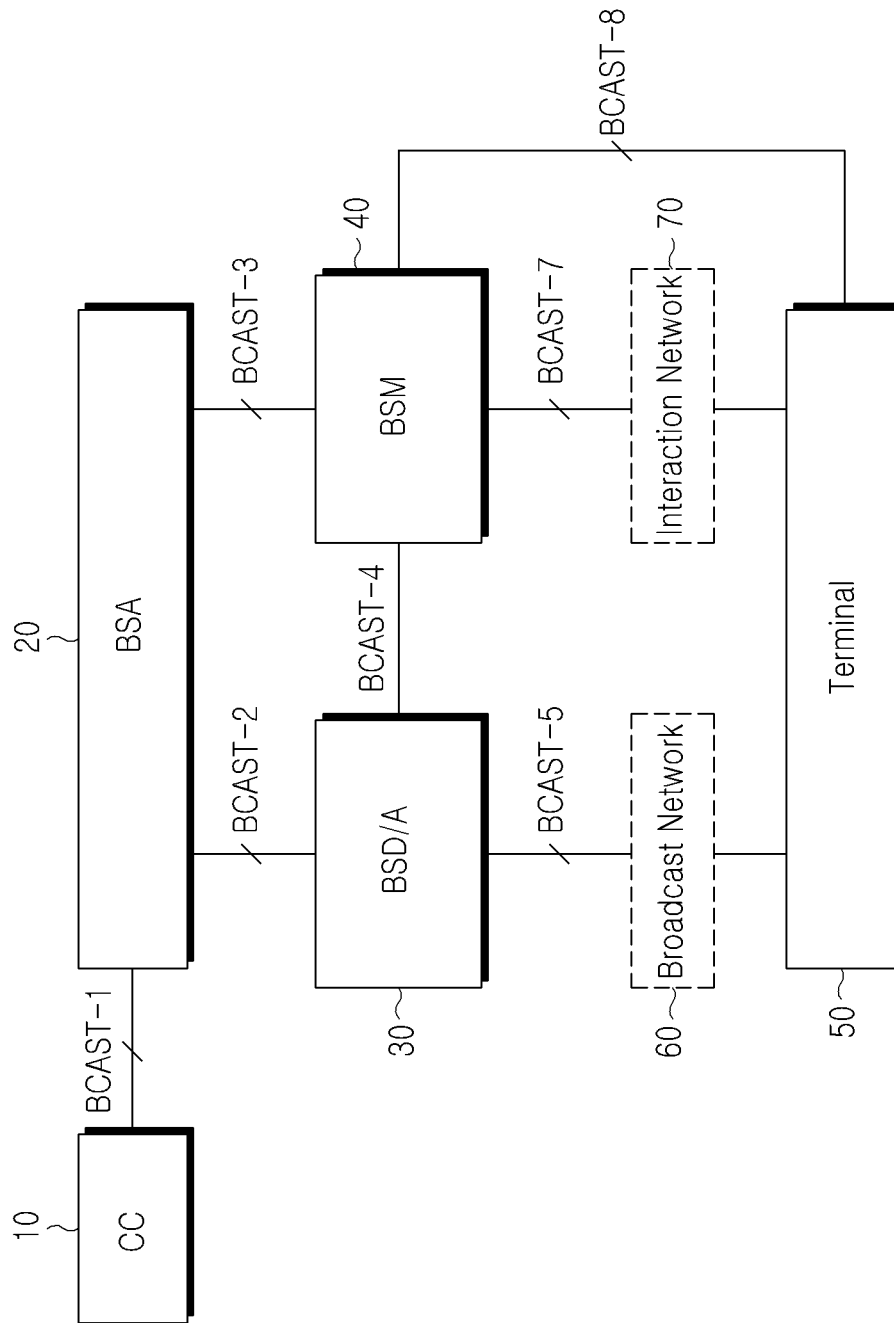 10
CC
BCAST-1
20
BSA
BCAST-2
BCAST-3
30
BSD/A
BCAST-4
40
BSM
BCAST-5
BCAST-7
BCAST-8
60
Broadcast Network
Interaction Network
70
50
Terminal